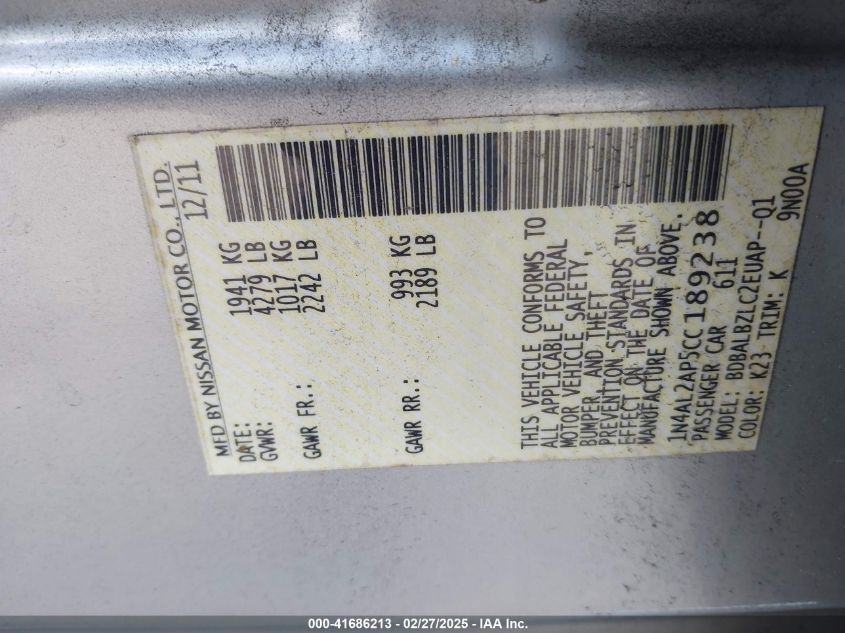 MFD BY NISSAN MOTOR CO., LTD.
DATE: 12/11
GVWR: 1941 KG
4279 LB
GAWR FR.: 1017 KG
2242 LB
GAWR RR.: 993 KG
2189 LB
THIS VEHICLE CONFORMS TO
ALL APPLICABLE FEDERAL
MOTOR VEHICLE SAFETY,
BUMPER, AND THEFT
PREVENTION STANDARDS IN
EFFECT ON THE DATE OF
MANUFACTURE SHOWN ABOVE.
1N4AL2AP5CC189238
PASSENGER CAR 611
MODEL: BDBALBZLC2EUAP--Q1
COLOR: K23 TRIM: K 9N00A
000-41686213 - 02/27/2025 - IAA Inc.